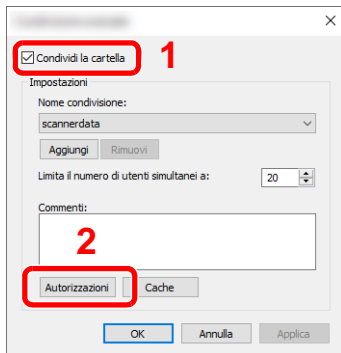 Condividi la cartella
1
Impostazioni
Nome condivisione:
scannerdata
Aggiungi
Rimuovi
Limita il numero di utenti simultanei a:
20
Commenti:
2
Autorizzazioni
Cache
OK
Annulla
Applica